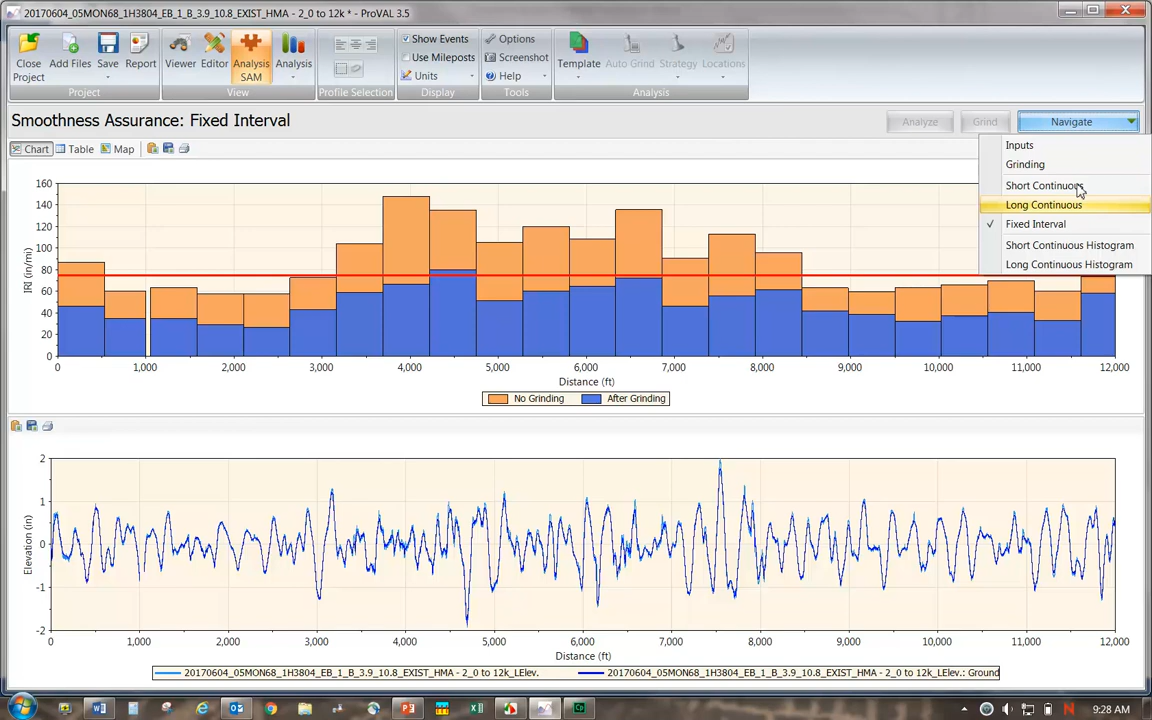 20170604_05MON68_1H3804_EB_1_B_3.9_10.8_EXIST_HMA - 2_0 to 12k * - ProVAL 3.5
Close Project
Add Files
Save
Report
Viewer
Editor
Analysis SAM
Analysis
Show Events
Use Mileposts
Units
Options
Screenshot
Help
Template
Auto Grind
Strategy
Locations
Project
View
Profile Selection
Display
Tools
Analysis
Smoothness Assurance: Fixed Interval
Analyze
Grind
Navigate
Chart
Table
Map
Inputs
Grinding
Short Continuous
Long Continuous
Fixed Interval
Short Continuous Histogram
Long Continuous Histogram
IRI (in/mi)
160
140
120
100
80
60
40
20
0
0 1,000 2,000 3,000 4,000 5,000 6,000 7,000 8,000 9,000 10,000 11,000 12,000
Distance (ft)
No Grinding
After Grinding
Elevation (in)
2
1
0
-1
-2
0 1,000 2,000 3,000 4,000 5,000 6,000 7,000 8,000 9,000 10,000 11,000 12,000
Distance (ft)
20170604_05MON68_1H3804_EB_1_B_3.9_10.8_EXIST_HMA - 2_0 to 12k_LElev.
20170604_05MON68_1H3804_EB_1_B_3.9_10.8_EXIST_HMA - 2_0 to 12k_LElev.: Ground
9:28 AM